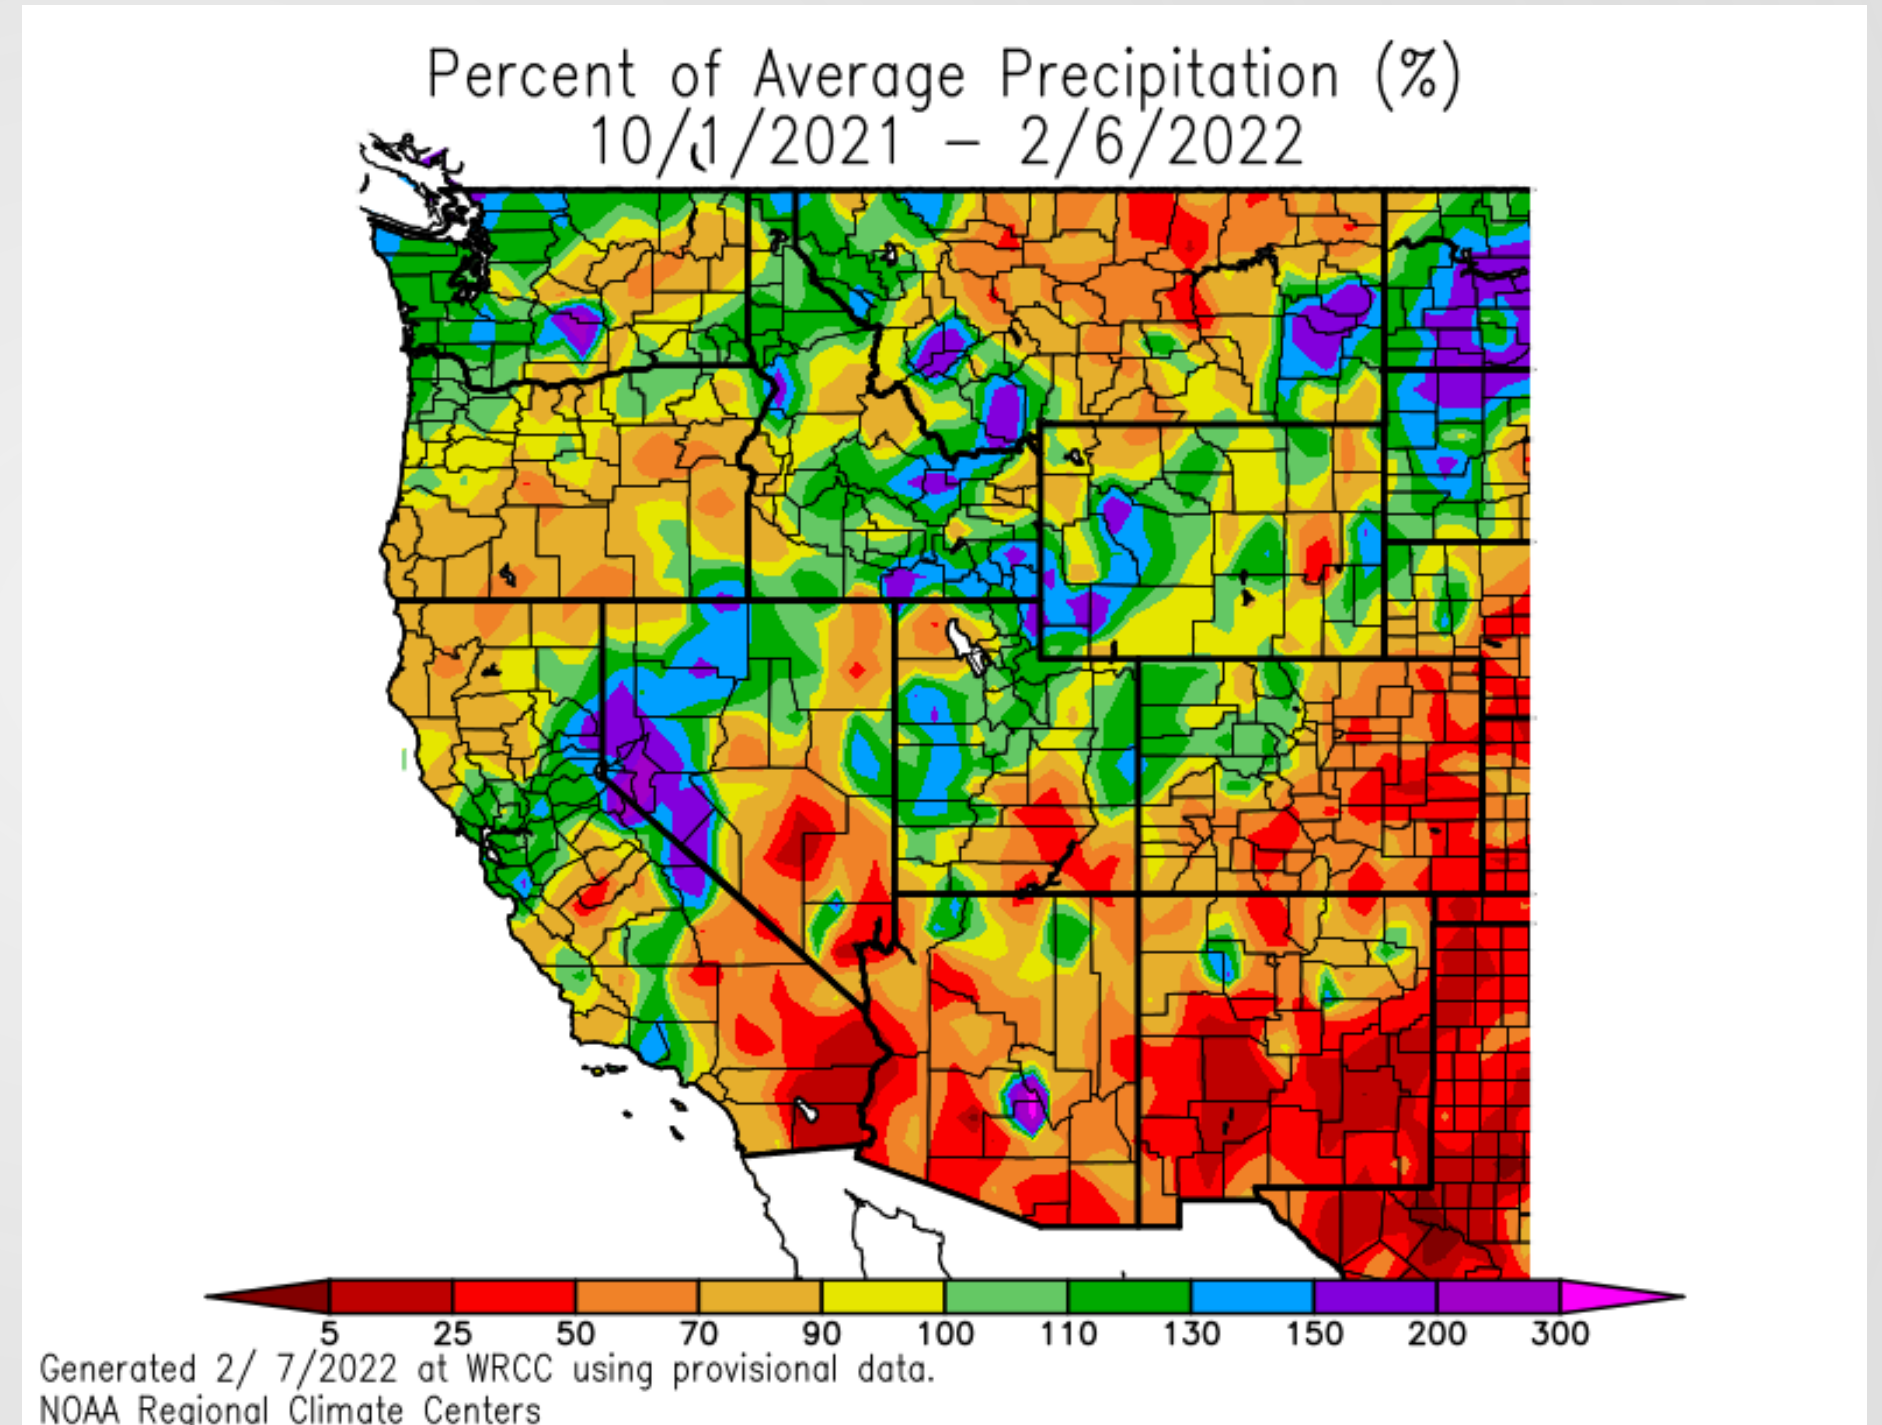 Percent of Average Precipitation (%)
10/1/2021 – 2/6/2022
5 25 50 70 90 100 110 130 150 200 300
Generated 2/ 7/2022 at WRCC using provisional data.
NOAA Regional Climate Centers